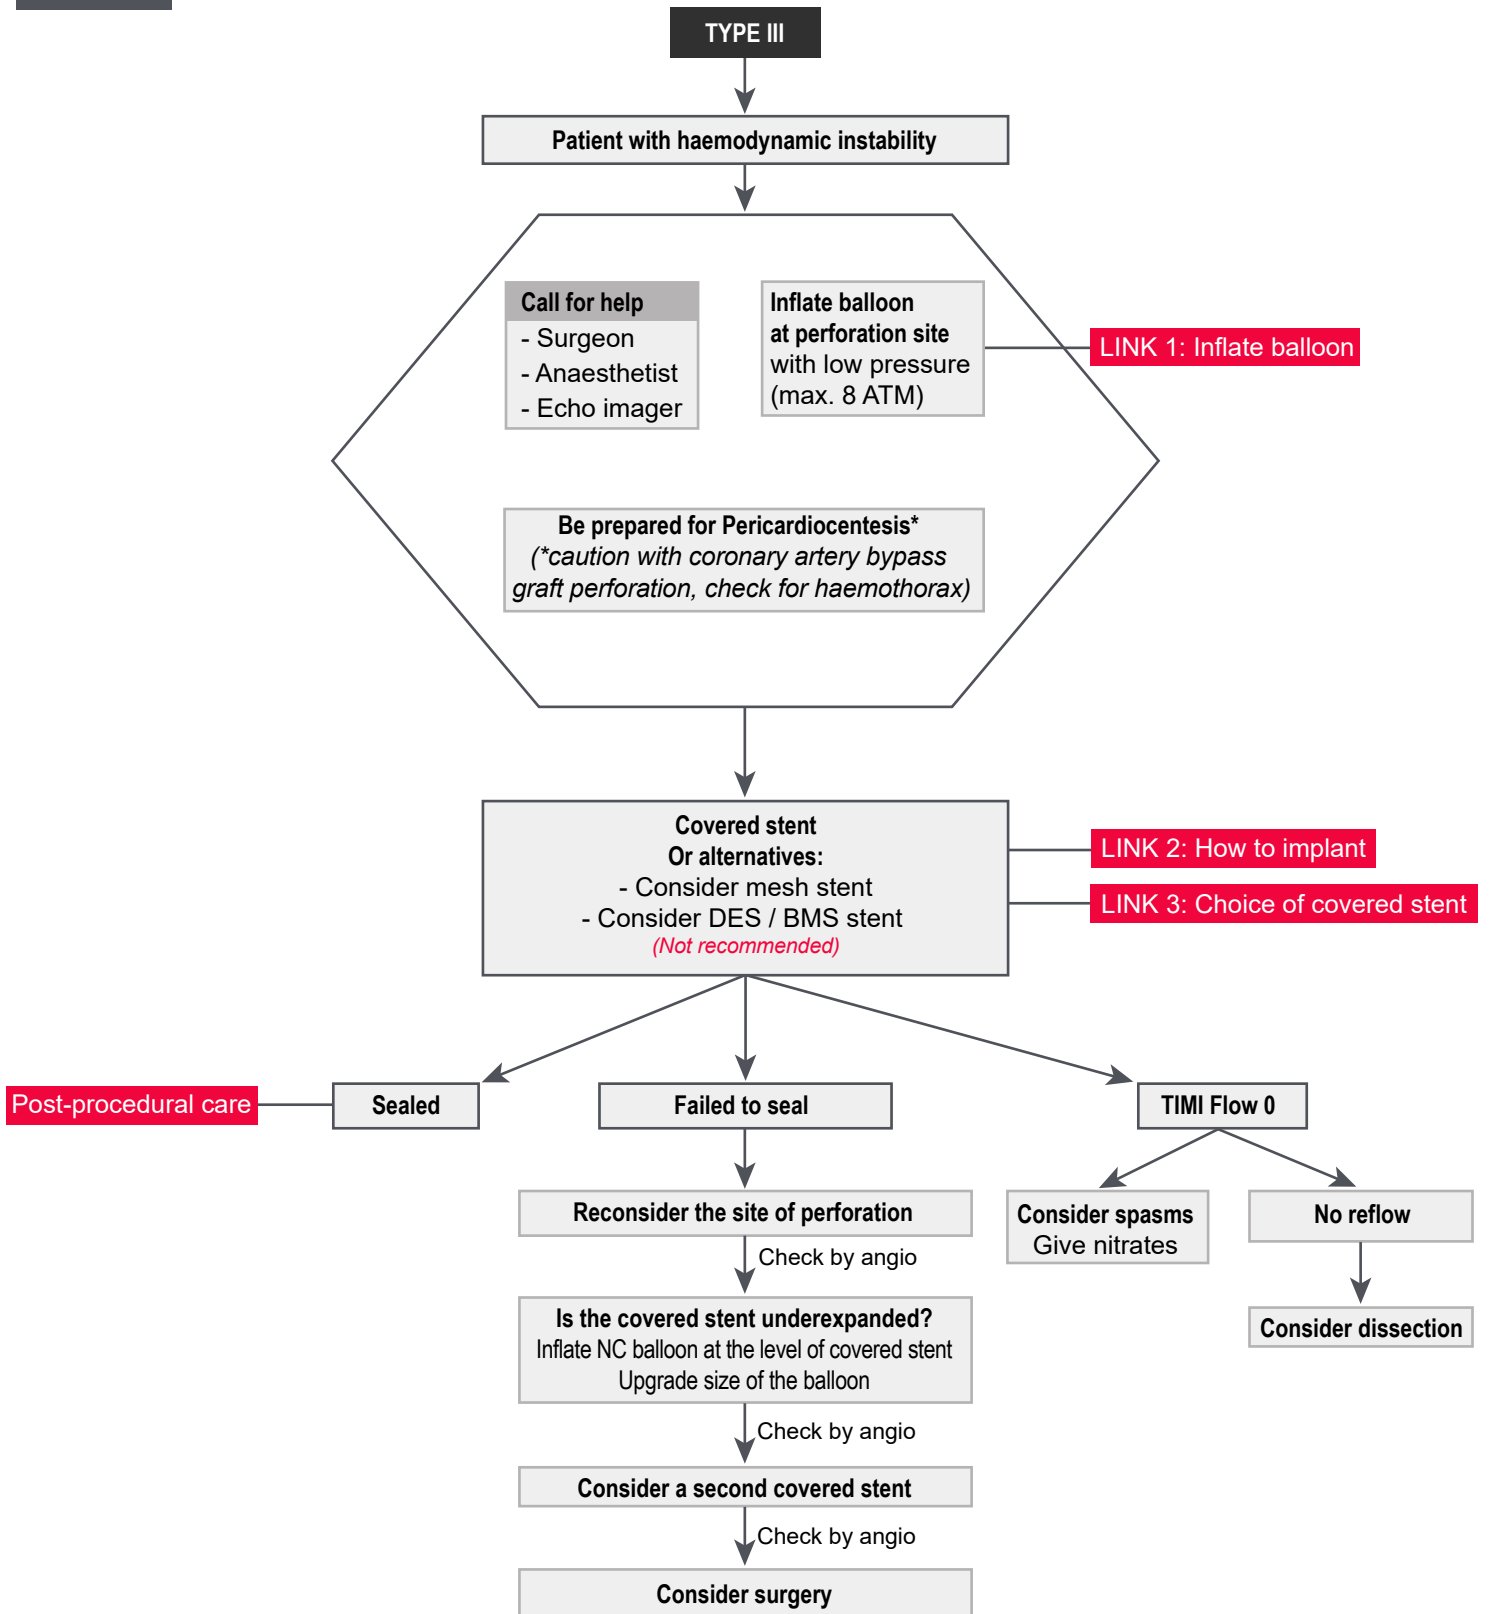 TYPE III
Patient with haemodynamic instability
Call for help
- Surgeon
- Anaesthetist
- Echo imager
Inflate balloon
at perforation site
with low pressure
(max. 8 ATM)
LINK 1: Inflate balloon
Be prepared for Pericardiocentesis*
(*caution with coronary artery bypass
graft perforation, check for haemothorax)
Covered stent
Or alternatives:
- Consider mesh stent
- Consider DES / BMS stent
(Not recommended)
LINK 2: How to implant
LINK 3: Choice of covered stent
Post-procedural care
Sealed
Failed to seal
TIMI Flow 0
Reconsider the site of perforation
Check by angio
Is the covered stent underexpanded?
Inflate NC balloon at the level of covered stent
Upgrade size of the balloon
Check by angio
Consider a second covered stent
Check by angio
Consider surgery
Consider spasms
Give nitrates
No reflow
Consider dissection